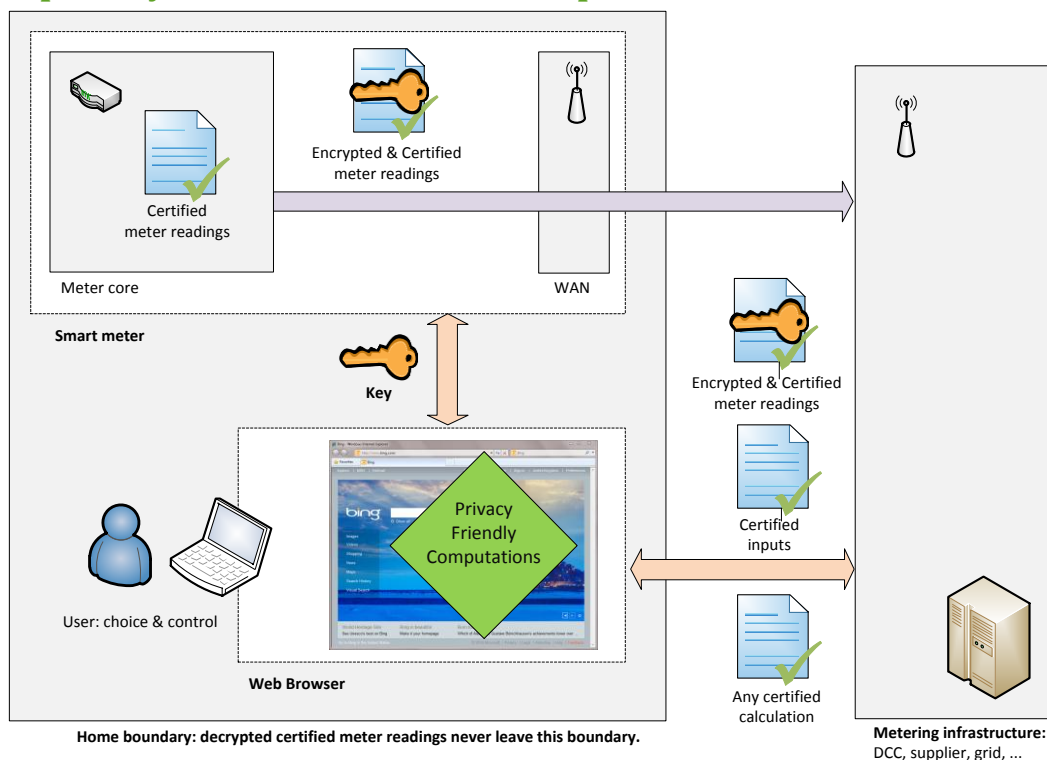 Encrypted & Certified
meter readings
Certified
meter readings
Meter core
WAN
Smart meter
Key
Encrypted & Certified
meter readings
Certified
inputs
bing
Privacy
Friendly
Computations
User: choice & control
Web Browser
Any certified
calculation
Home boundary: decrypted certified meter readings never leave this boundary.
Metering infrastructure:
DCC, supplier, grid, ...